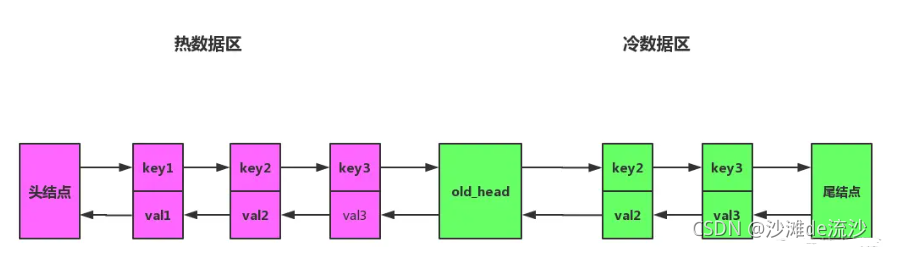 热数据区
冷数据区
头结点
key1
val1
key2
val2
key3
val3
old_head
key2
val2
key3
val3
尾结点
CSDN @沙滩de流沙